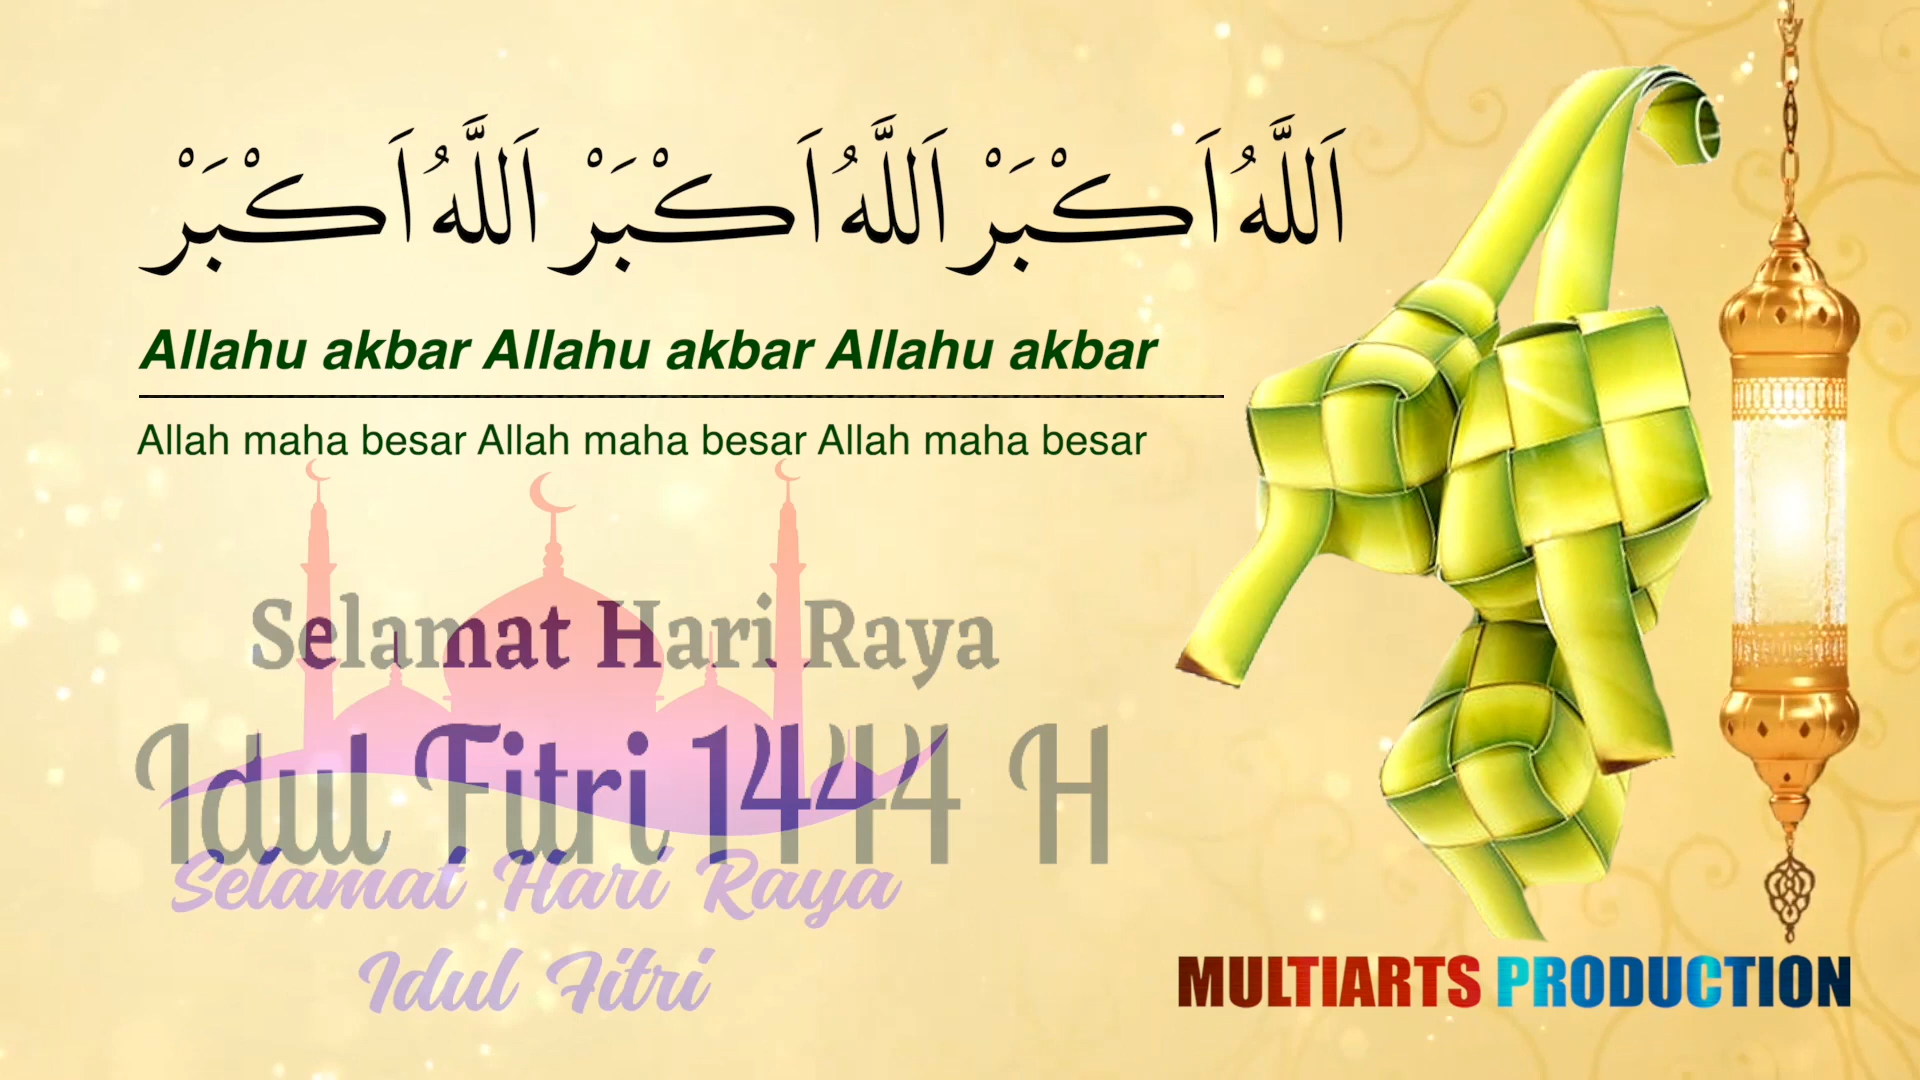 اَللَّهُ اَكْبَرْ اَللَّهُ اَكْبَرْ اَللَّهُ اَكْبَرْ
Allahu akbar Allahu akbar Allahu akbar
Allah maha besar Allah maha besar Allah maha besar
Selamat Hari Raya
Idul Fitri 1444 H
Selamat Hari Raya
Idul Fitri
MULTIARTS PRODUCTION